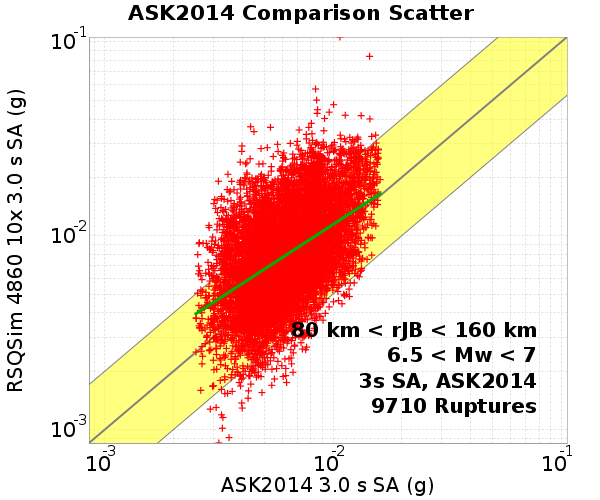 ASK2014 Comparison Scatter
RSQSim 4860 10x 3.0 s SA (g)
10⁻¹
10⁻²
10⁻³
80 km < rJB < 160 km
6.5 < Mw < 7
3s SA, ASK2014
9710 Ruptures
10⁻³ 10⁻² 10⁻¹
ASK2014 3.0 s SA (g)